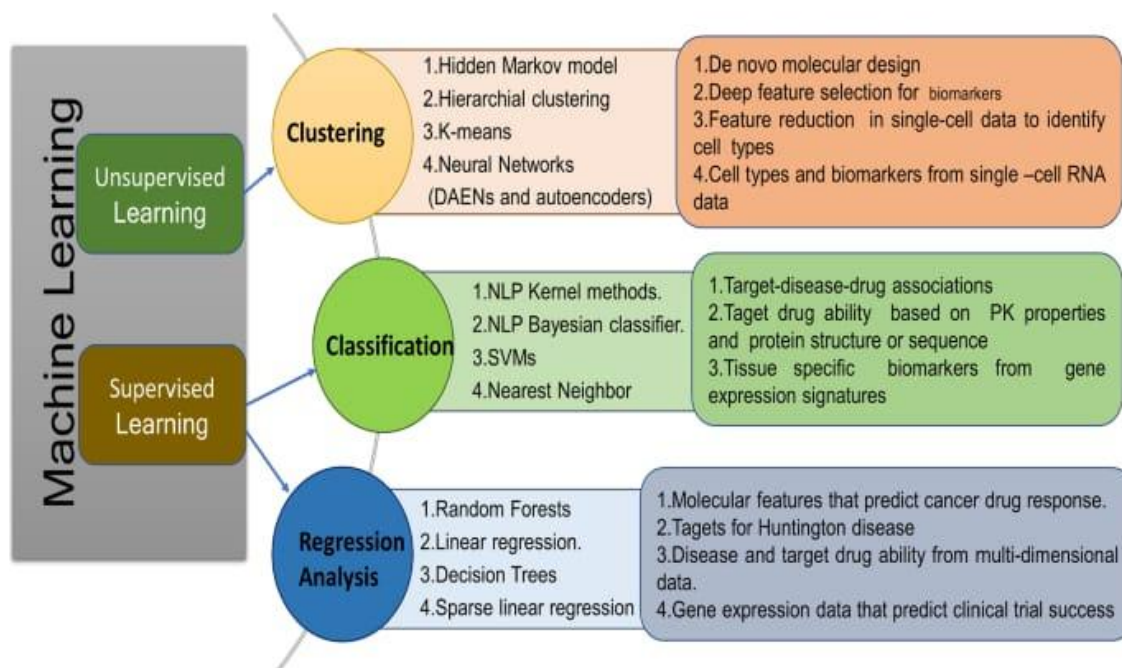 Machine Learning
Unsupervised
Learning
Supervised
Learning
Clustering
1.Hidden Markov model
2.Hierarchial clustering
3.K-means
4.Neural Networks
(DAENs and autoencoders)
1.De novo molecular design
2.Deep feature selection for biomarkers
3.Feature reduction in single-cell data to identify
cell types
4.Cell types and biomarkers from single –cell RNA
data
Classification
1.NLP Kernel methods.
2.NLP Bayesian classifier.
3.SVMs
4.Nearest Neighbor
1.Target-disease-drug associations
2.Taget drug ability based on PK properties
and protein structure or sequence
3.Tissue specific biomarkers from gene
expression signatures
Regression
Analysis
1.Random Forests
2.Linear regression.
3.Decision Trees
4.Sparse linear regression
1.Molecular features that predict cancer drug response.
2.Tagets for Huntington disease
3.Disease and target drug ability from multi-dimensional
data.
4.Gene expression data that predict clinical trial success